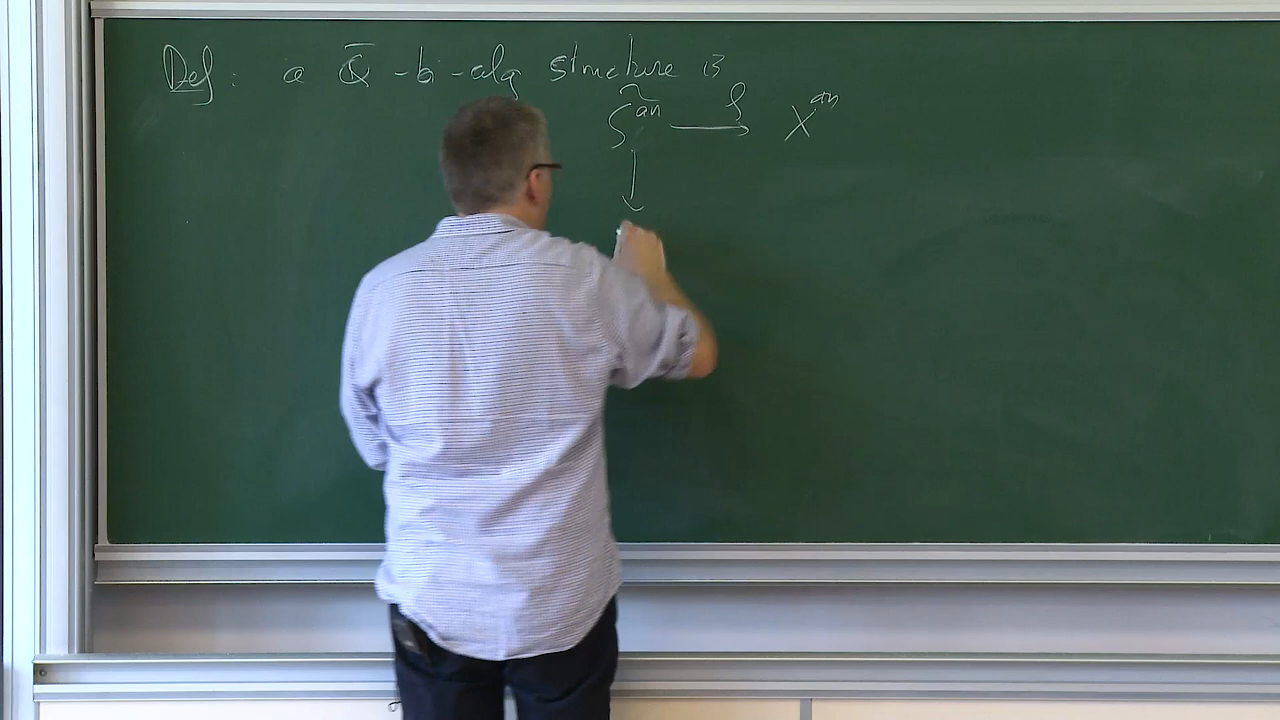 Def : a Q̄ -bi-alg structure is
S̃^an ⟶^ρ X^an
↓